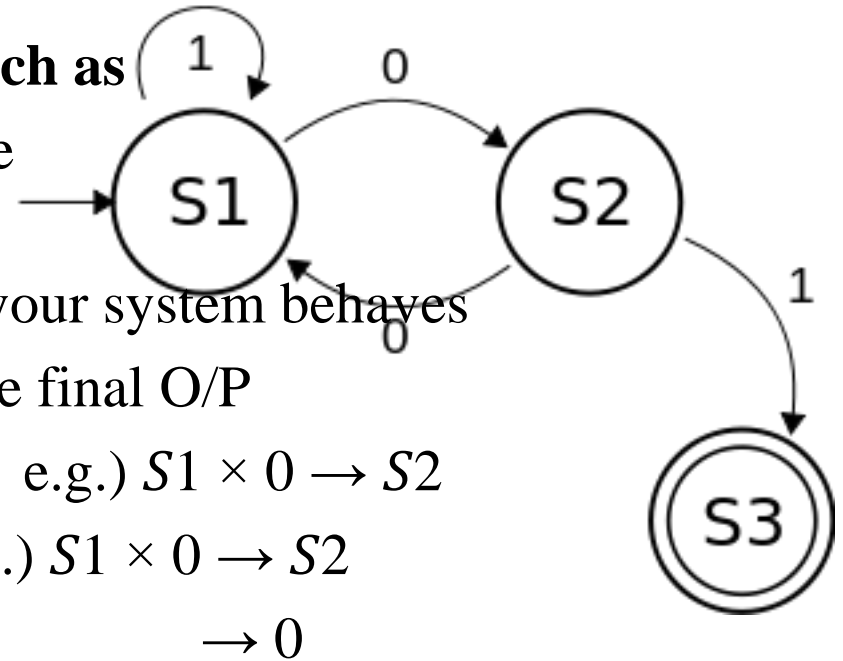 1
0
ch as
e
S1
S2
1
your system behaves
0
e final O/P
e.g.) S1 × 0 → S2
S3
.) S1 × 0 → S2
→ 0